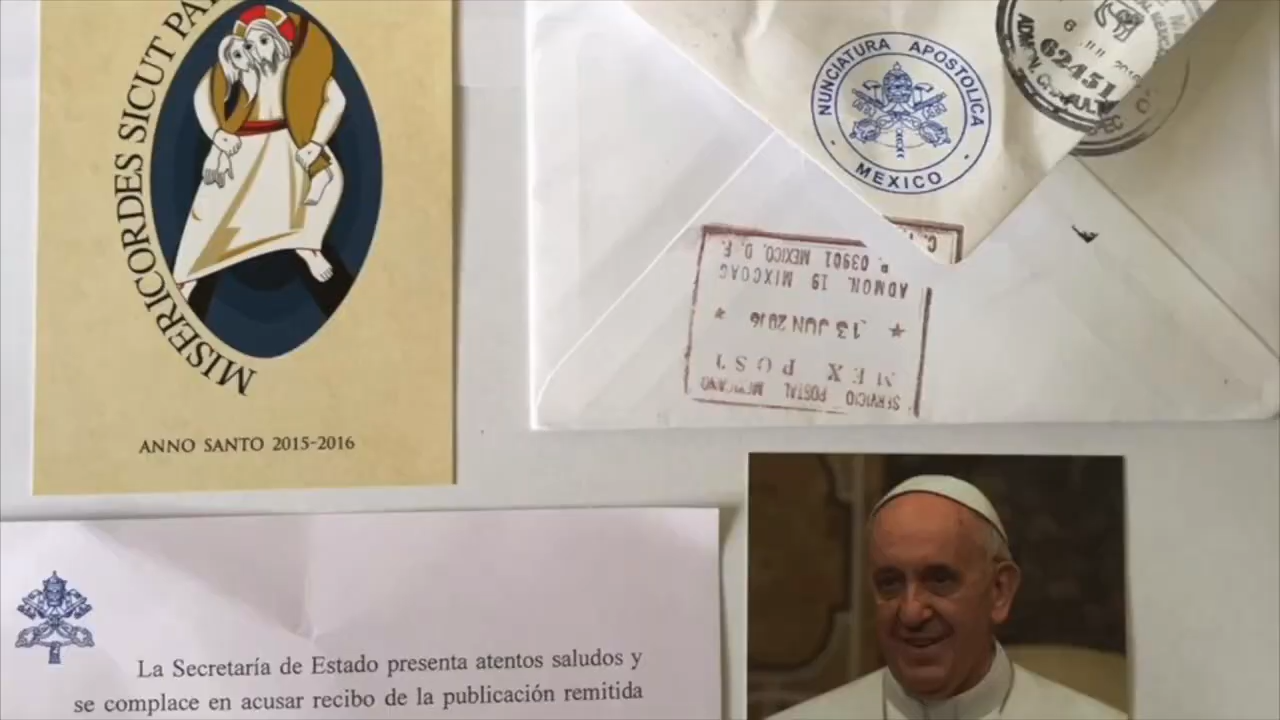 MISERICORDES SICUT PA
ANNO SANTO 2015-2016
NUNCIATURA APOSTOLICA
· MEXICO ·
62451
SERVICIO POSTAL MEXICANO
MEX POST
★ 13 JUN 2016 ★
ADMON. 19 MIXCOAC
03901 MEXICO, D. F.
La Secretaría de Estado presenta atentos saludos y
se complace en acusar recibo de la publicación remitida